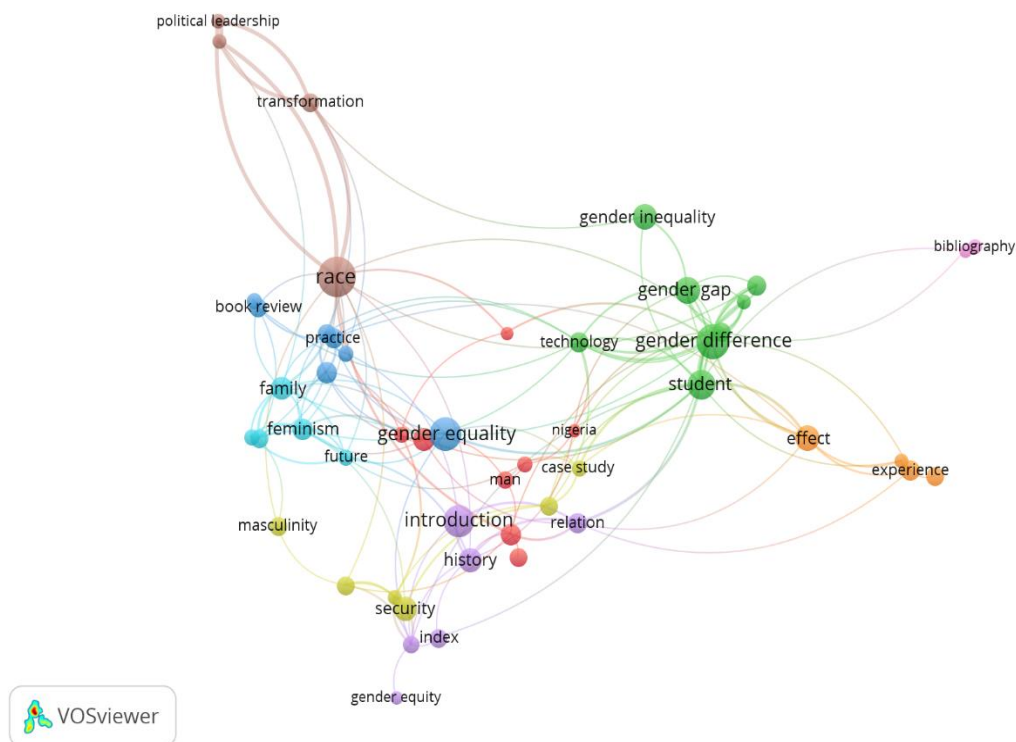 political leadership
transformation
gender inequality
bibliography
race
gender gap
book review
practice
technology
gender difference
family
student
feminism
gender equality
nigeria
effect
future
case study
experience
man
masculinity
introduction
relation
history
security
index
gender equity
VOSviewer